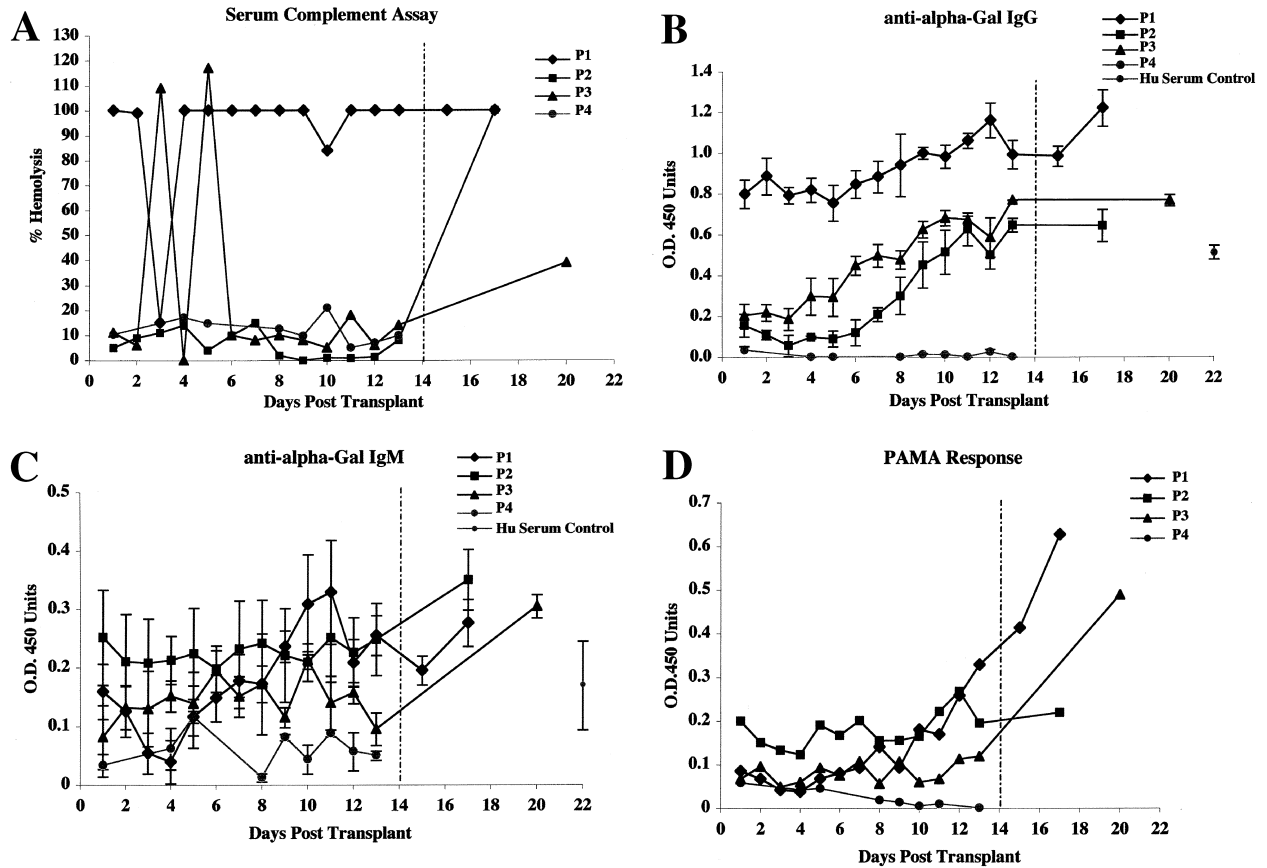 A
Serum Complement Assay
P1
P2
P3
P4
% Hemolysis
130
120
110
100
90
80
70
60
50
40
30
20
10
0
0 2 4 6 8 10 12 14 16 18 20 22
Days Post Transplant
B
anti-alpha-Gal IgG
P1
P2
P3
P4
Hu Serum Control
O.D. 450 Units
1.4
1.2
1.0
0.8
0.6
0.4
0.2
0.0
0 2 4 6 8 10 12 14 16 18 20 22
Days Post Transplant
C
anti-alpha-Gal IgM
P1
P2
P3
P4
Hu Serum Control
O.D. 450 Units
0.5
0.4
0.3
0.2
0.1
0
0 2 4 6 8 10 12 14 16 18 20 22
Days Post Transplant
D
PAMA Response
P1
P2
P3
P4
O.D.450 Units
0.7
0.6
0.5
0.4
0.3
0.2
0.1
0
0 2 4 6 8 10 12 14 16 18 20 22
Days Post Transplant